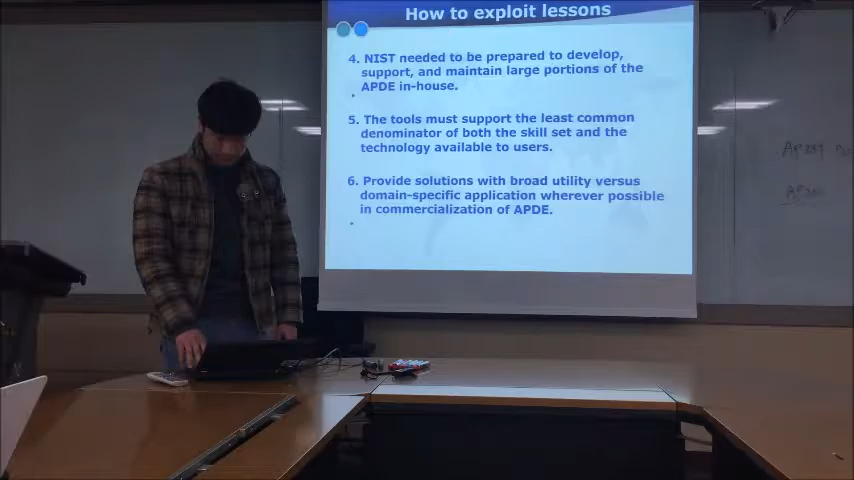 How to exploit lessons
4. NIST needed to be prepared to develop,
support, and maintain large portions of the
APDE in-house.
5. The tools must support the least common
denominator of both the skill set and the
technology available to users.
6. Provide solutions with broad utility versus
domain-specific application wherever possible
in commercialization of APDE.